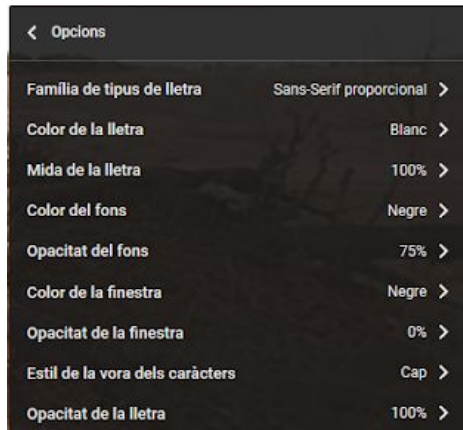 Opcions
Família de tipus de lletra Sans-Serif proporcional
Color de la lletra Blanc
Mida de la lletra 100%
Color del fons Negre
Opacitat del fons 75%
Color de la finestra Negre
Opacitat de la finestra 0%
Estil de la vora dels caràcters Cap
Opacitat de la lletra 100%